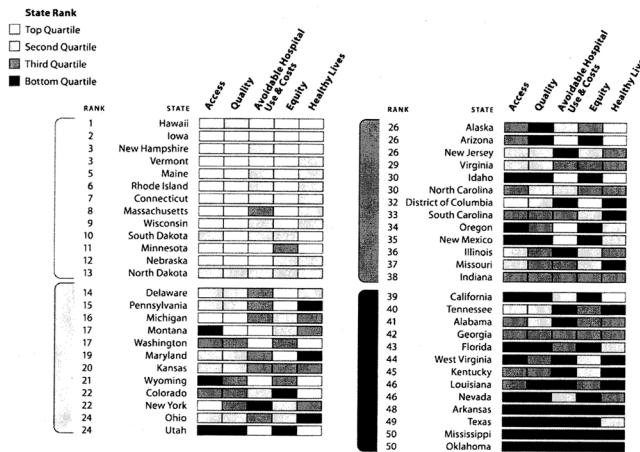 State Rank
Top Quartile
Second Quartile
Third Quartile
Bottom Quartile
RANK STATE Access Quality Avoidable Hospital Use & Costs Equity Healthy Lives
1 Hawaii
2 Iowa
3 New Hampshire
3 Vermont
5 Maine
6 Rhode Island
7 Connecticut
8 Massachusetts
9 Wisconsin
10 South Dakota
11 Minnesota
12 Nebraska
13 North Dakota
14 Delaware
15 Pennsylvania
16 Michigan
17 Montana
17 Washington
19 Maryland
20 Kansas
21 Wyoming
22 Colorado
22 New York
24 Ohio
24 Utah
RANK STATE Access Quality Avoidable Hospital Use & Costs Equity Healthy Lives
26 Alaska
26 Arizona
26 New Jersey
29 Virginia
30 Idaho
30 North Carolina
32 District of Columbia
33 South Carolina
34 Oregon
35 New Mexico
36 Illinois
37 Missouri
38 Indiana
39 California
40 Tennessee
41 Alabama
42 Georgia
43 Florida
44 West Virginia
45 Kentucky
46 Louisiana
46 Nevada
48 Arkansas
49 Texas
50 Mississippi
50 Oklahoma